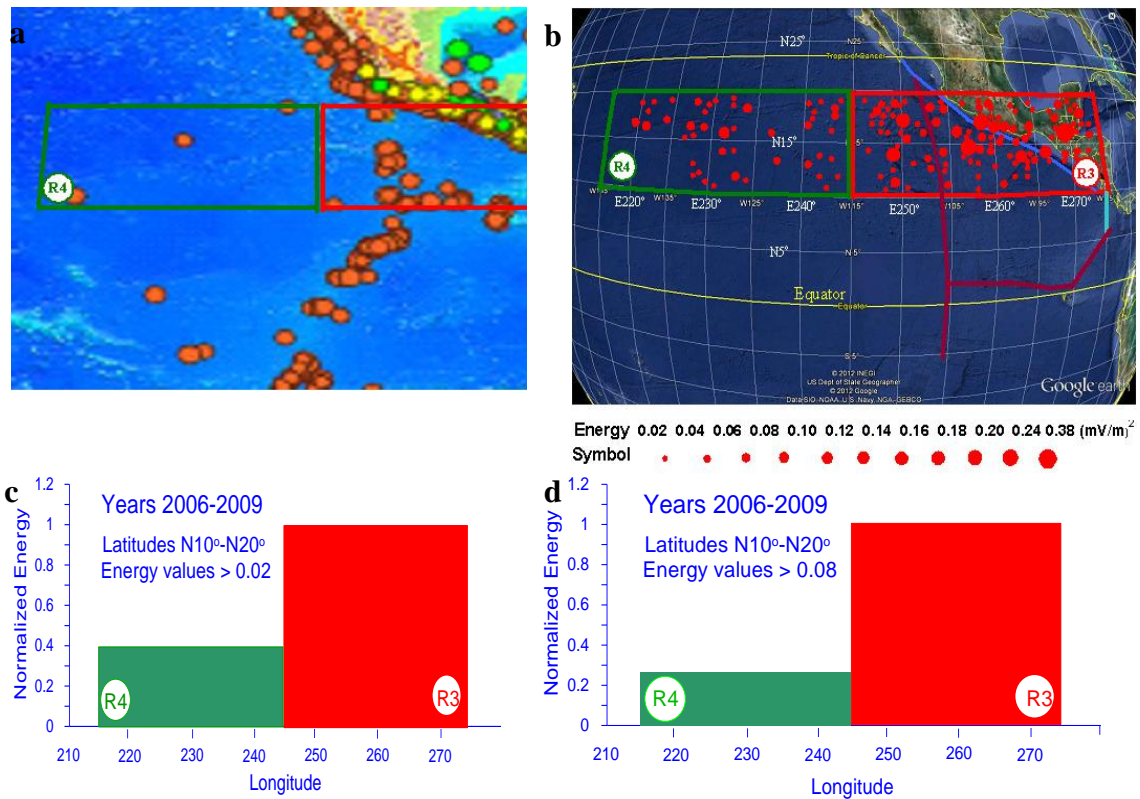 a
R4
b
N25°
N25°
Tropic of Cancer
N15°
R4
R3
E220°
W125
E230°
E240°
W115
E250°
E260°
W 95
E270°
N5°
N 5°
Equator
Equator
S 5°
© 2012 INEGI
US Dept of State Geographer
© 2012 Google
Data SIO, NOAA, U.S. Navy, NGA, GEBCO
Google earth
Energy 0.02 0.04 0.06 0.08 0.10 0.12 0.14 0.16 0.18 0.20 0.24 0.38 (mV/m)²
Symbol
c
1.2
1
0.8
0.6
0.4
0.2
0
Normalized Energy
Years 2006-2009
Latitudes N10º-N20º
Energy values > 0.02
R4
R3
210 220 230 240 250 260 270
Longitude
d
1.2
1
0.8
0.6
0.4
0.2
0
Normalized Energy
Years 2006-2009
Latitudes N10º-N20º
Energy values > 0.08
R4
R3
210 220 230 240 250 260 270
Longitude